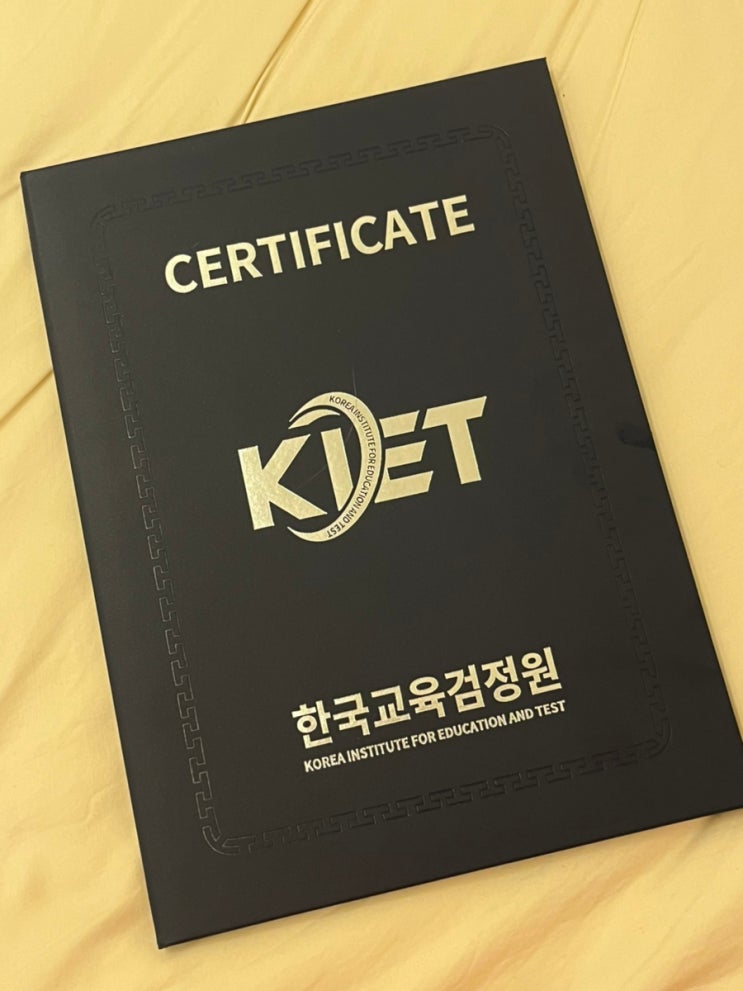 CERTIFICATE
KIET
KOREA INSTITUTE FOR EDUCATION AND TEST
한국교육검정원
KOREA INSTITUTE FOR EDUCATION AND TEST